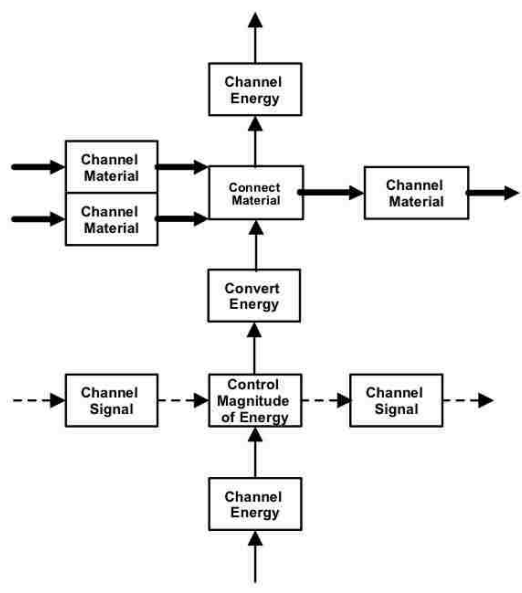 Channel
Energy
Channel
Material
Channel
Material
Connect
Material
Channel
Material
Convert
Energy
Channel
Signal
Control
Magnitude
of Energy
Channel
Signal
Channel
Energy